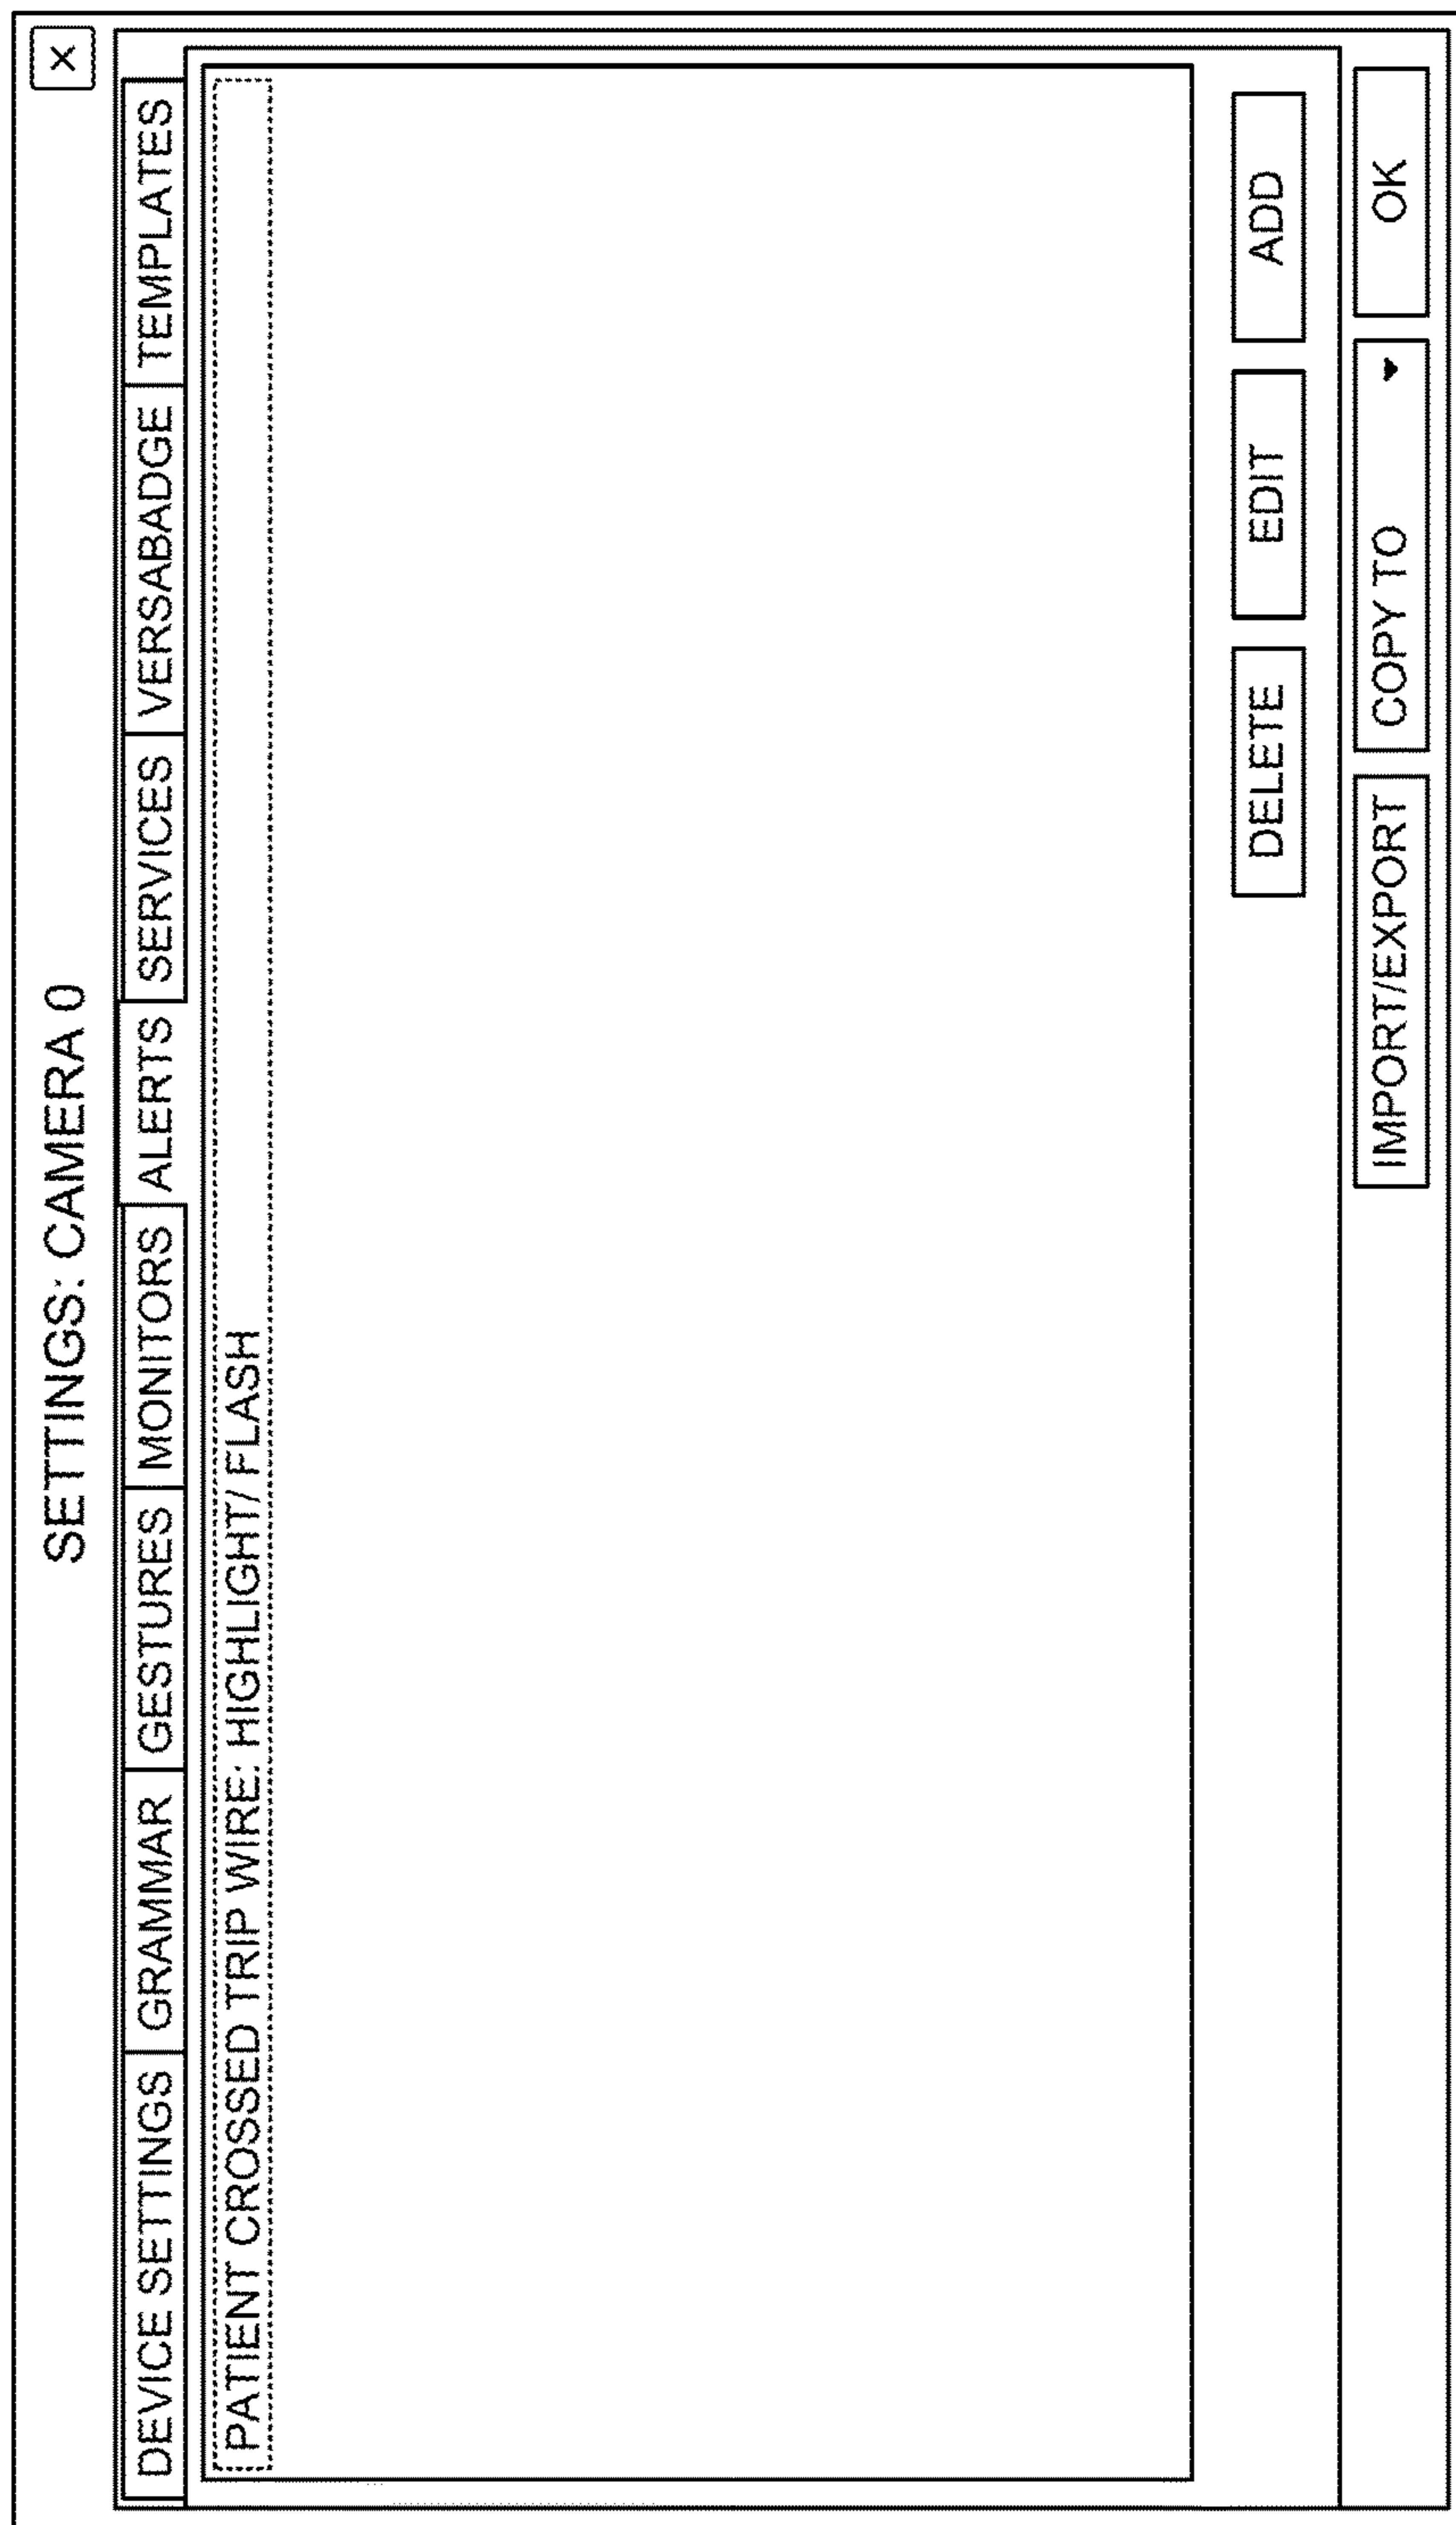 SETTINGS: CAMERA 0
X
DEVICE SETTINGS GRAMMAR GESTURES MONITORS ALERTS SERVICES VERSABADGE TEMPLATES
PATIENT CROSSED TRIP WIRE: HIGHLIGHT/ FLASH
DELETE EDIT ADD
IMPORT/EXPORT COPY TO OK